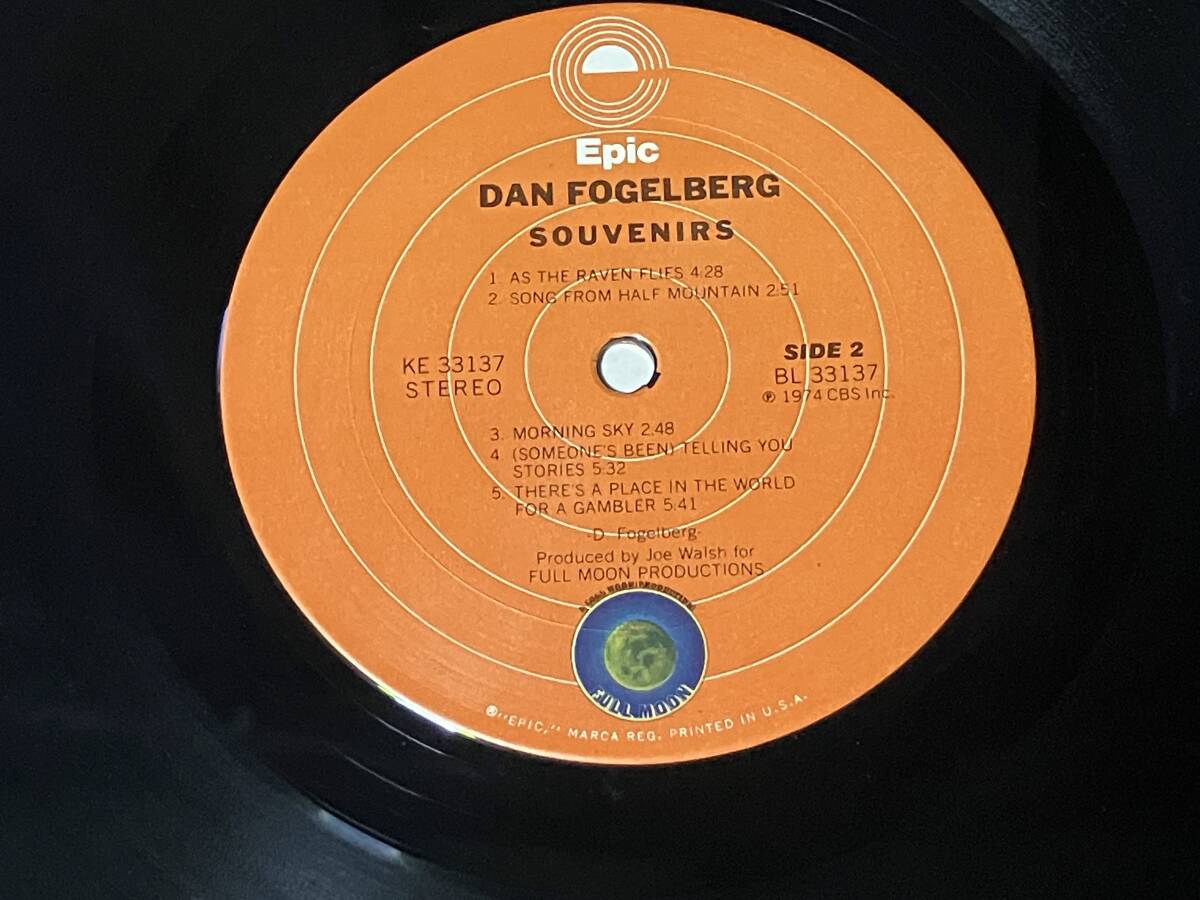 Epic
DAN FOGELBERG
SOUVENIRS
1. AS THE RAVEN FLIES 4:28
2. SONG FROM HALF MOUNTAIN 2:51
KE 33137
STEREO
SIDE 2
BL 33137
℗ 1974 CBS Inc.
3. MORNING SKY 2:48
4. (SOMEONE'S BEEN) TELLING YOU
STORIES 5:32
5. THERE'S A PLACE IN THE WORLD
FOR A GAMBLER 5:41
-D. Fogelberg-
Produced by Joe Walsh for
FULL MOON PRODUCTIONS
A FULL MOON PRODUCTION
FULL MOON
®"EPIC," MARCA REG. PRINTED IN U.S.A.